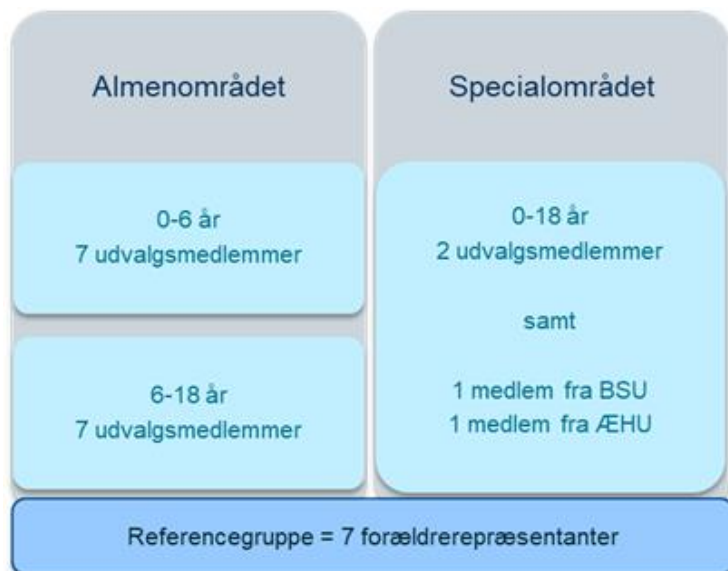 Almenområdet
0-6 år
7 udvalgsmedlemmer
6-18 år
7 udvalgsmedlemmer
Specialområdet
0-18 år
2 udvalgsmedlemmer
samt
1 medlem fra BSU
1 medlem fra ÆHU
Referencegruppe = 7 forældrerepræsentanter